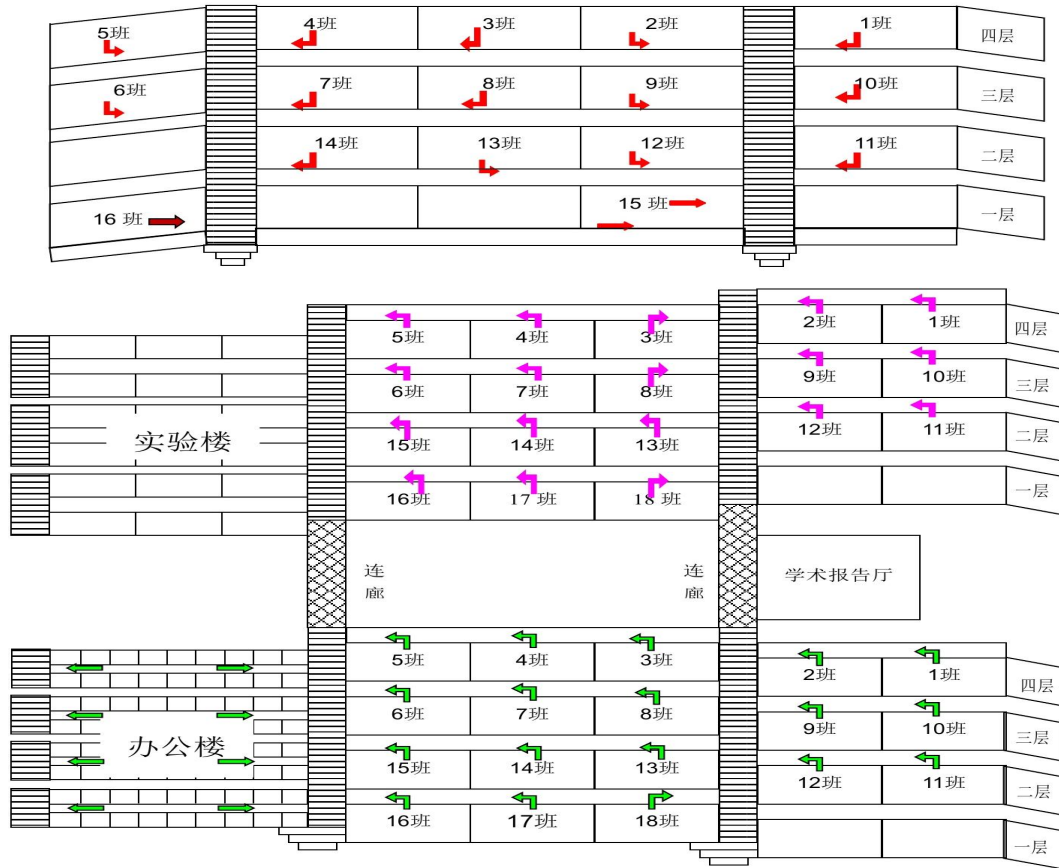 5班 4班 3班 2班 1班 四层
6班 7班 8班 9班 10班 三层
14班 13班 12班 11班 二层
16 班 15 班 一层
5班 4班 3班 2班 1班 四层
6班 7班 8班 9班 10班 三层
实验楼 15班 14班 13班 12班 11班 二层
16班 17班 18 班 一层
连廊 连廊 学术报告厅
5班 4班 3班 2班 1班 四层
办公楼 6班 7班 8班 9班 10班 三层
15班 14班 13班 12班 11班 二层
16班 17班 18班 一层